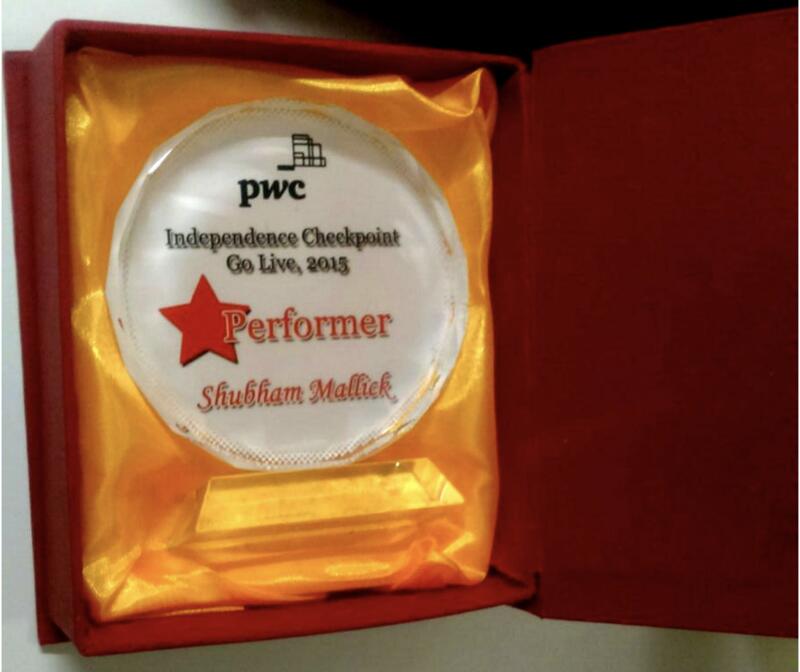 pwc
Independence Checkpoint
Go Live, 2015
Performer
Shubham Mallick